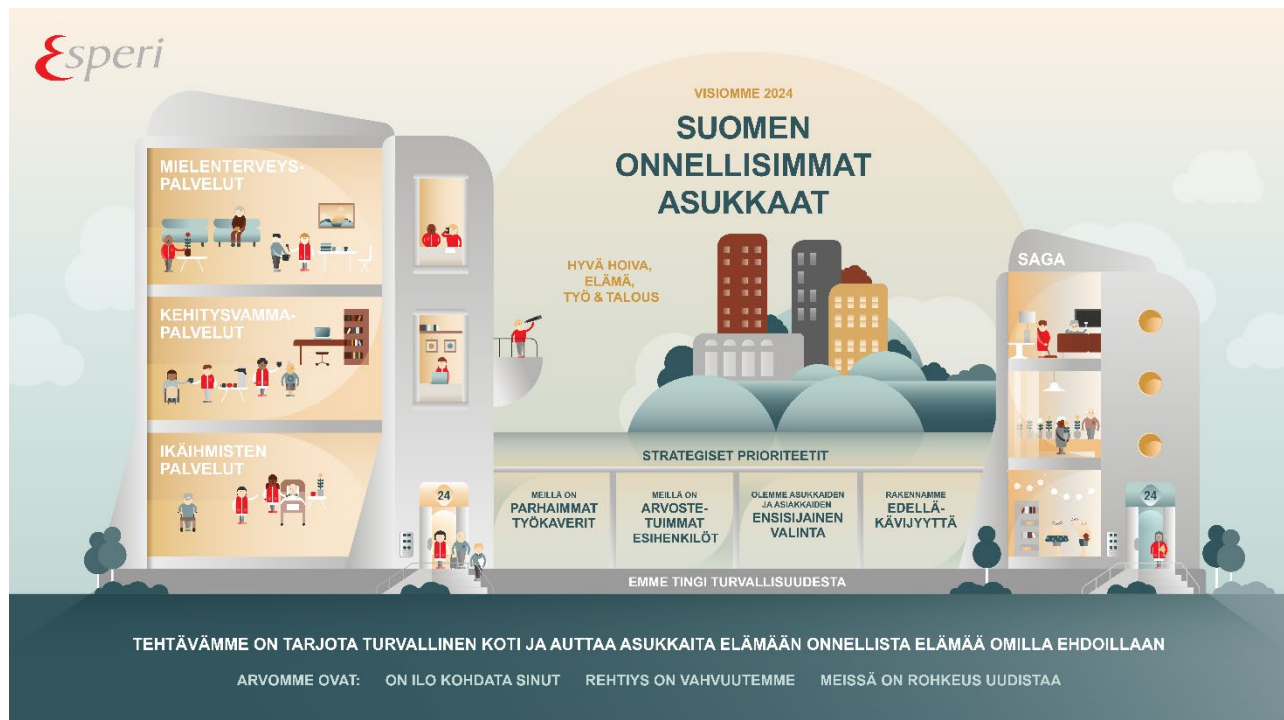 Esperi
VISIOMME 2024
SUOMEN
ONNELLISIMMAT
ASUKKAAT
HYVÄ HOIVA,
ELÄMÄ,
TYÖ & TALOUS
MIELENTERVEYS-
PALVELUT
KEHITYSVAMMA-
PALVELUT
IKÄIHMISTEN
PALVELUT
24
SAGA
24
STRATEGISET PRIORITEETIT
MEILLÄ ON
PARHAIMMAT
TYÖKAVERIT
MEILLÄ ON
ARVOSTE-
TUIMMAT
ESIHENKILÖT
OLEMME ASUKKAIDEN
JA ASIAKKAIDEN
ENSISIJAINEN
VALINTA
RAKENNAMME
EDELLÄ-
KÄVIJYYTTÄ
EMME TINGI TURVALLISUUDESTA
TEHTÄVÄMME ON TARJOTA TURVALLINEN KOTI JA AUTTAA ASUKKAITA ELÄMÄÄN ONNELLISTA ELÄMÄÄ OMILLA EHDOILLAAN
ARVOMME OVAT: ON ILO KOHDATA SINUT REHTIYS ON VAHVUUTEMME MEISSÄ ON ROHKEUS UUDISTAA